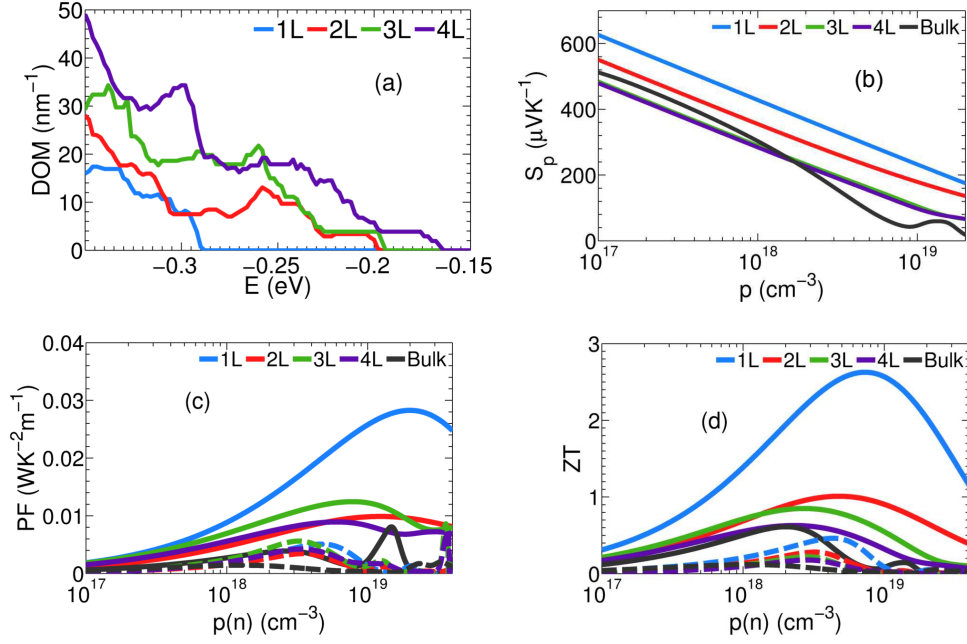 1L 2L 3L 4L
(a)
DOM (nm⁻¹)
50
40
30
20
10
0
−0.3 −0.25 −0.2 −0.15
E (eV)
1L 2L 3L 4L Bulk
(b)
S_p (μVK⁻¹)
600
400
200
0
10¹⁷ 10¹⁸ 10¹⁹
p (cm⁻³)
1L 2L 3L 4L Bulk
(c)
PF (WK⁻²m⁻¹)
0.04
0.03
0.02
0.01
0
10¹⁷ 10¹⁸ 10¹⁹
p(n) (cm⁻³)
1L 2L 3L 4L Bulk
(d)
ZT
3
2
1
0
10¹⁷ 10¹⁸ 10¹⁹
p(n) (cm⁻³)